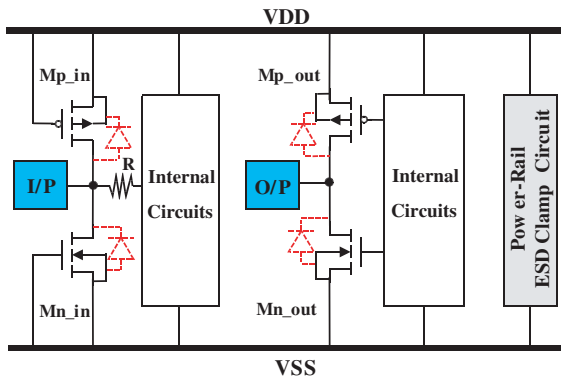 VDD
Mp_in
Mp_out
R
I/P
Internal
Circuits
O/P
Internal
Circuits
Pow er-Rail
ESD Clamp Circuit
Mn_in
Mn_out
VSS